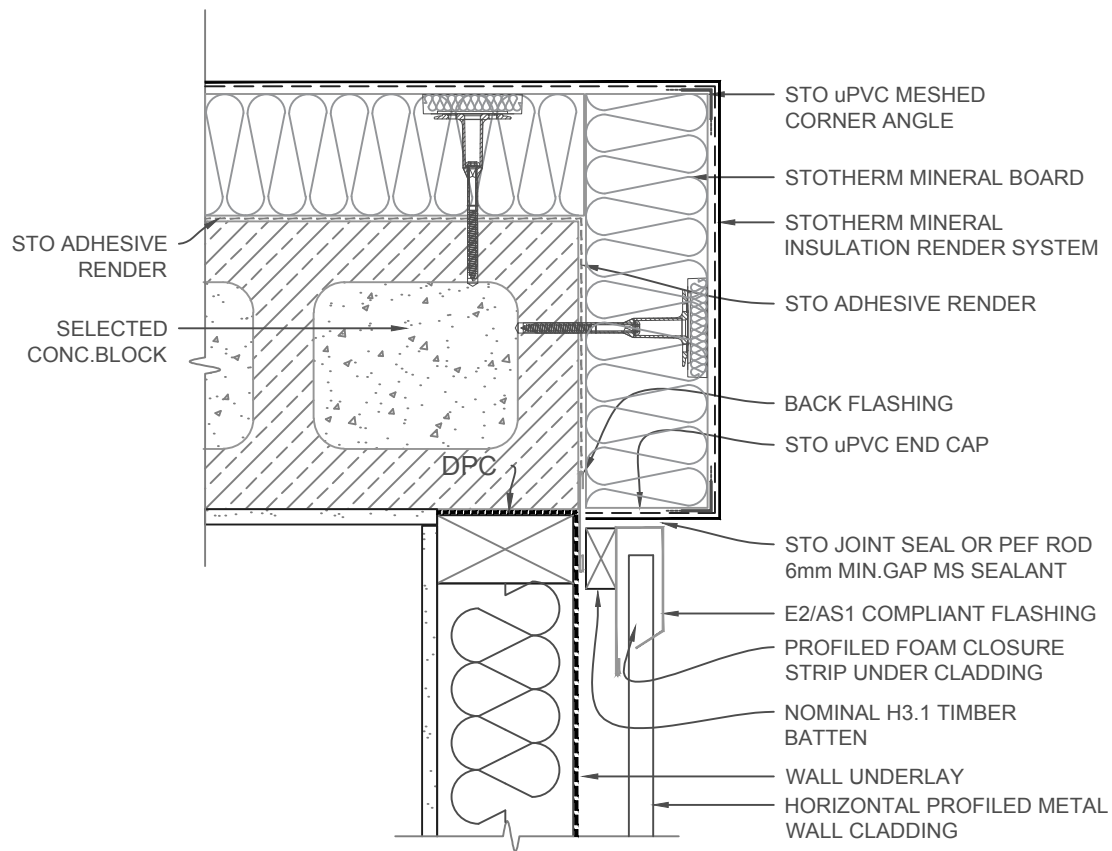 STO uPVC MESHED
CORNER ANGLE
STOTHERM MINERAL BOARD
STOTHERM MINERAL
INSULATION RENDER SYSTEM
STO ADHESIVE
RENDER
STO ADHESIVE RENDER
SELECTED
CONC.BLOCK
BACK FLASHING
STO uPVC END CAP
DPC
STO JOINT SEAL OR PEF ROD
6mm MIN.GAP MS SEALANT
E2/AS1 COMPLIANT FLASHING
PROFILED FOAM CLOSURE
STRIP UNDER CLADDING
NOMINAL H3.1 TIMBER
BATTEN
WALL UNDERLAY
HORIZONTAL PROFILED METAL
WALL CLADDING